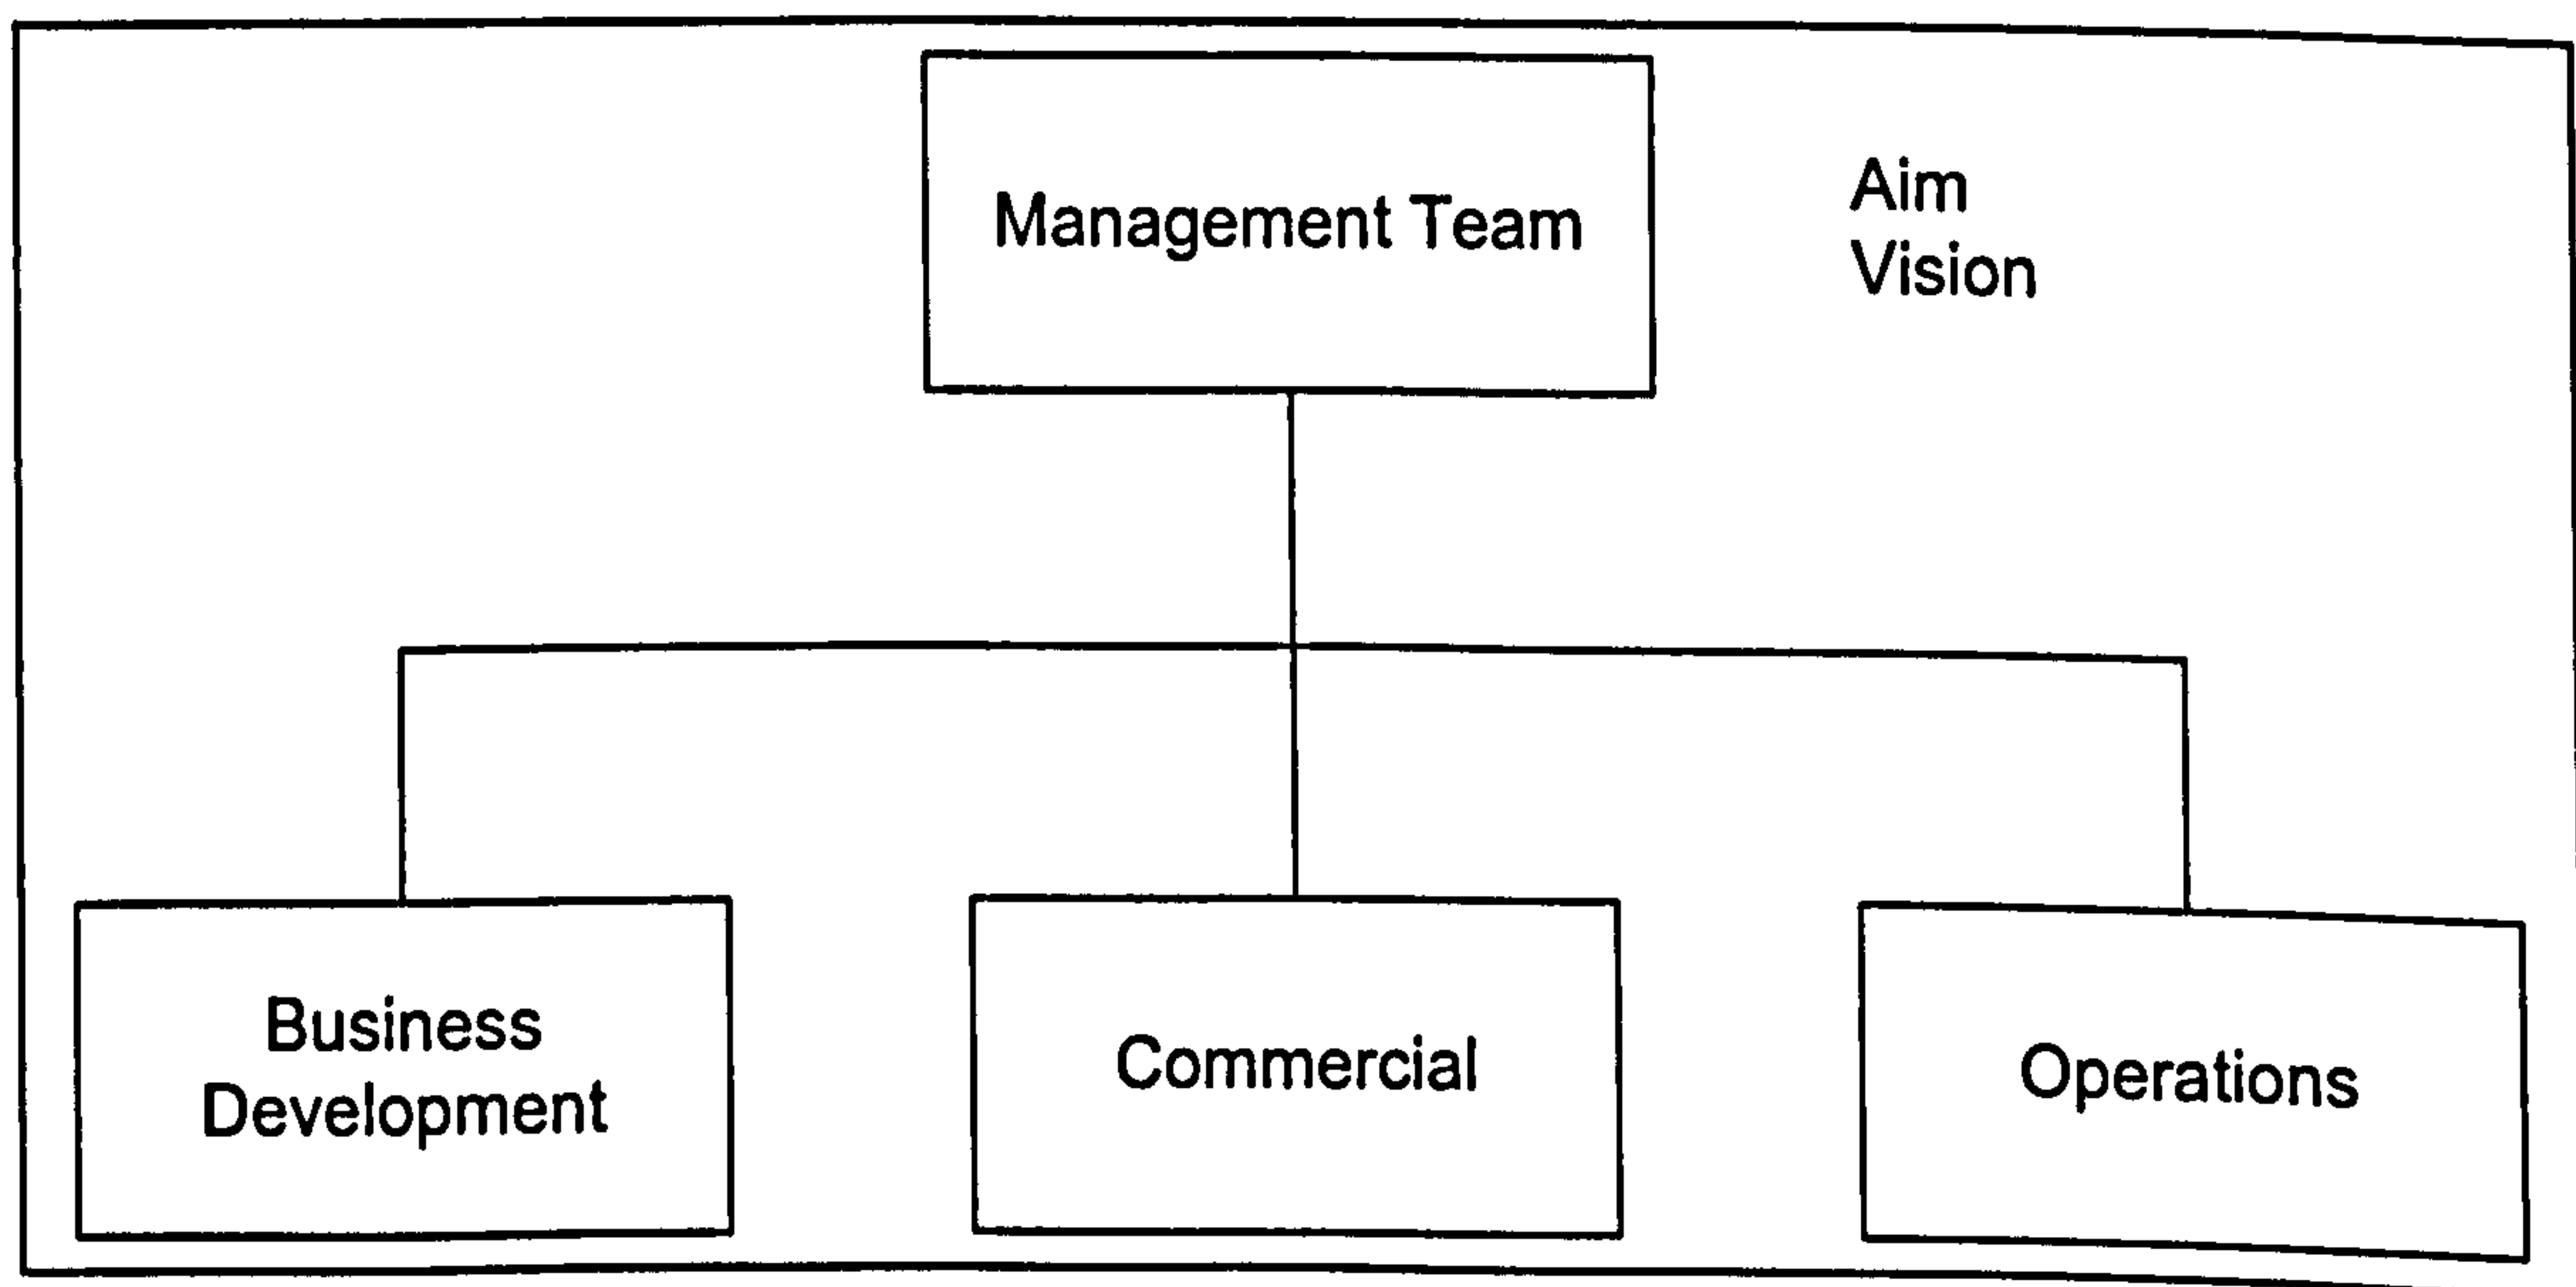 Management Team
Aim
Vision
Business
Development
Commercial
Operations